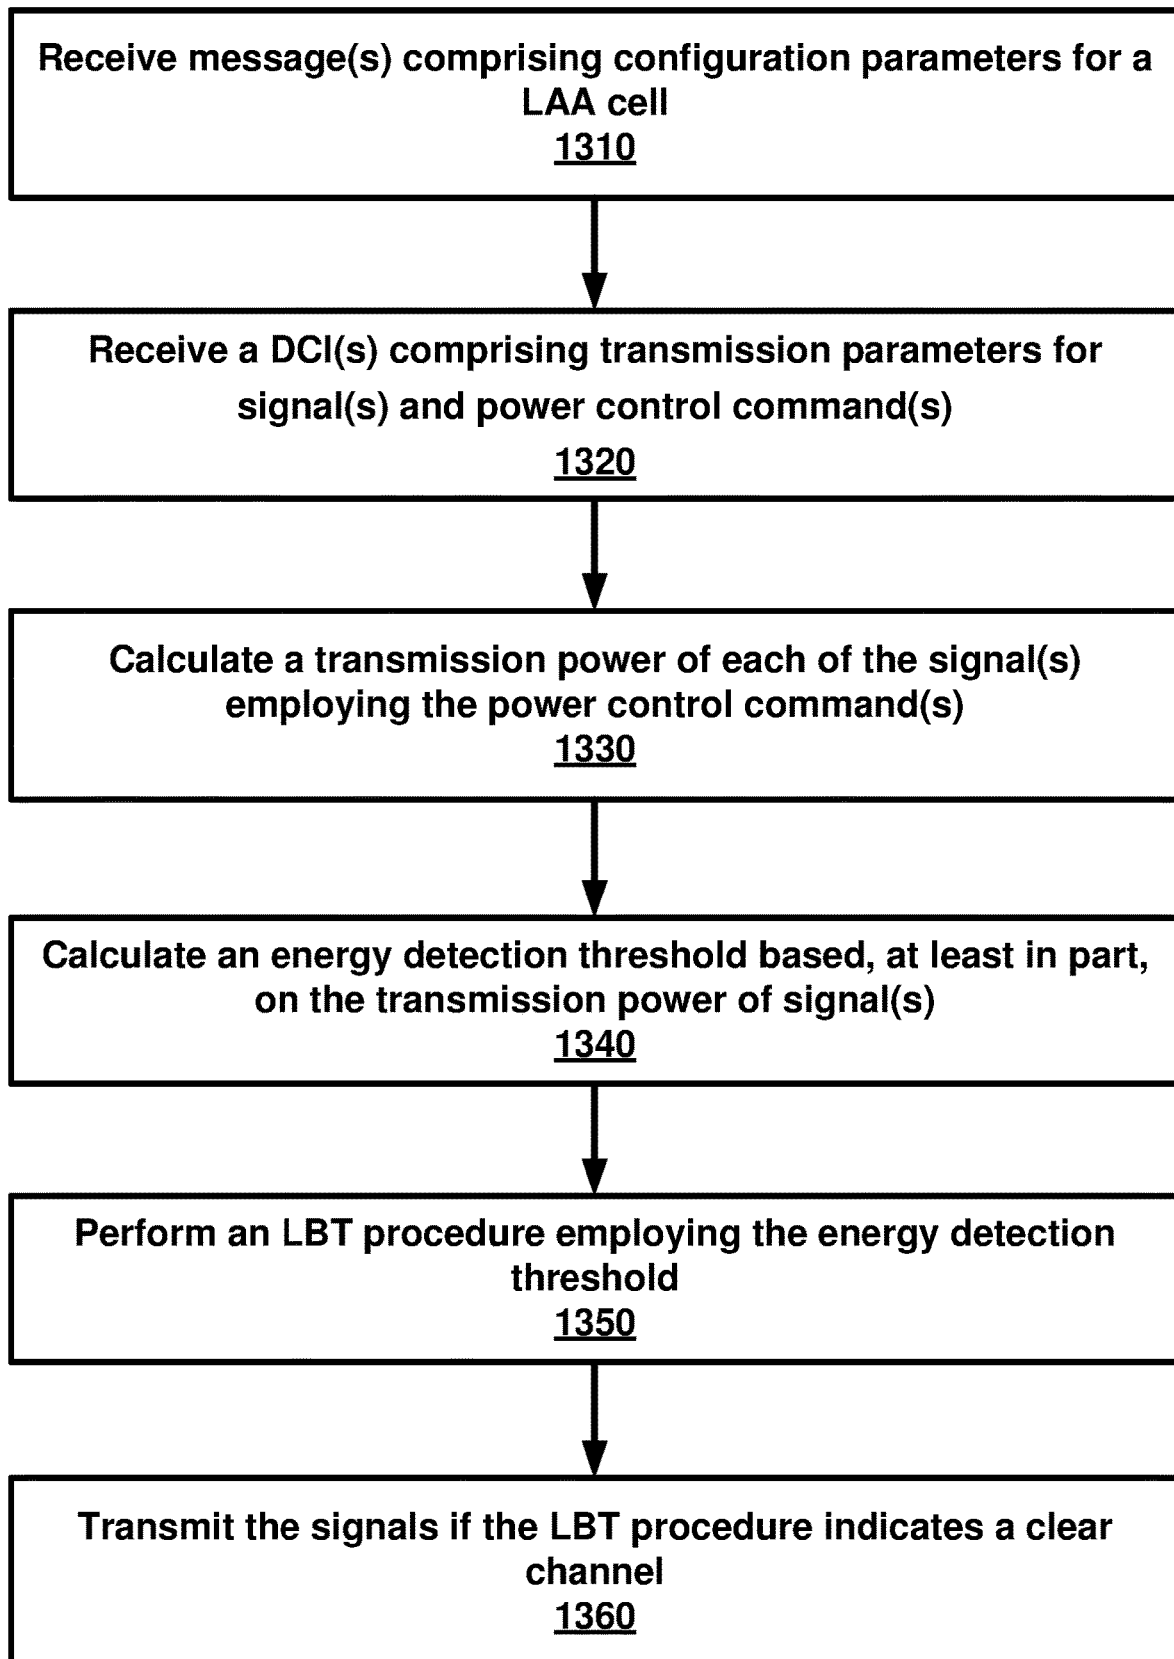 Receive message(s) comprising configuration parameters for a
LAA cell
1310
Receive a DCI(s) comprising transmission parameters for
signal(s) and power control command(s)
1320
Calculate a transmission power of each of the signal(s)
employing the power control command(s)
1330
Calculate an energy detection threshold based, at least in part,
on the transmission power of signal(s)
1340
Perform an LBT procedure employing the energy detection
threshold
1350
Transmit the signals if the LBT procedure indicates a clear
channel
1360